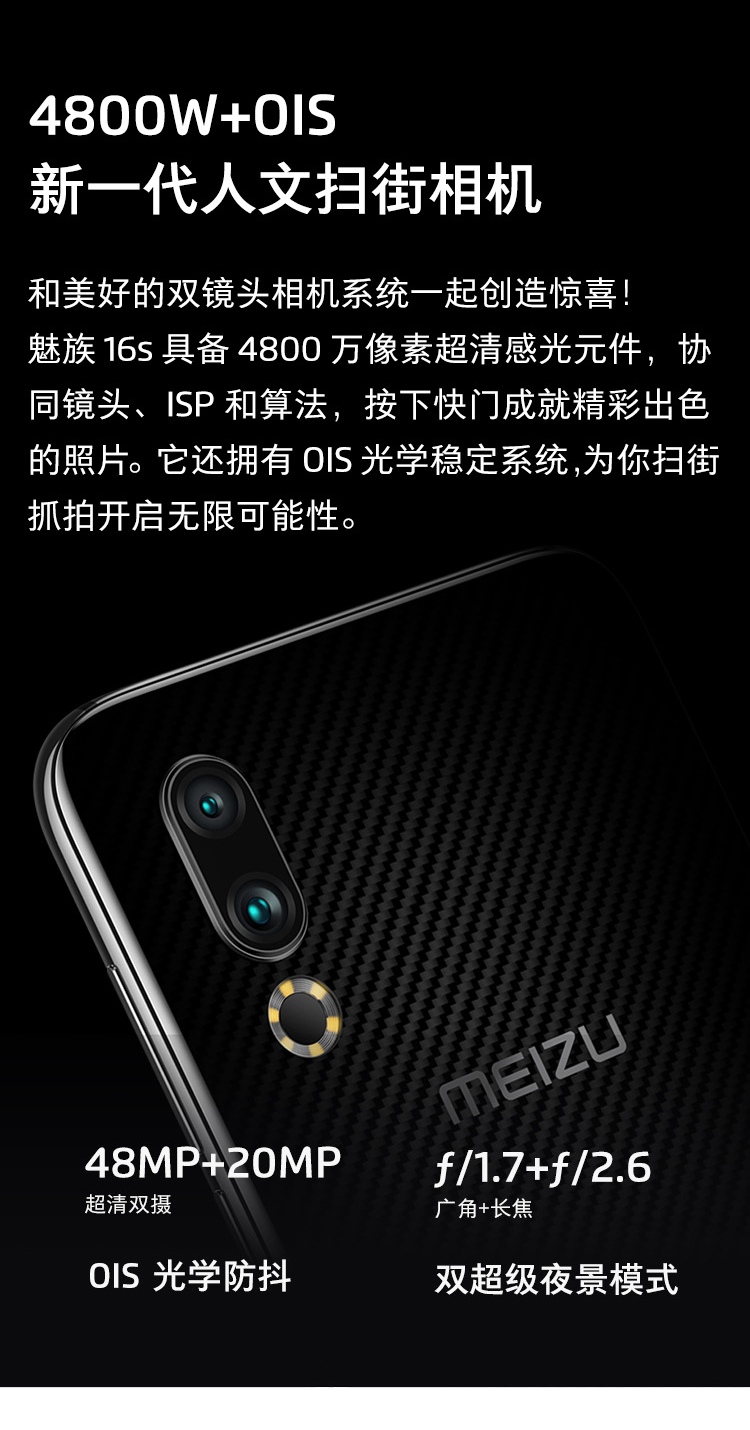 4800W+OIS
新一代人文扫街相机
和美好的双镜头相机系统一起创造惊喜！
魅族 16s 具备 4800 万像素超清感光元件，协
同镜头、ISP 和算法，按下快门成就精彩出色
的照片。它还拥有 OIS 光学稳定系统,为你扫街
抓拍开启无限可能性。
MEIZU
48MP+20MP
超清双摄
ƒ/1.7+ƒ/2.6
广角+长焦
OIS 光学防抖
双超级夜景模式